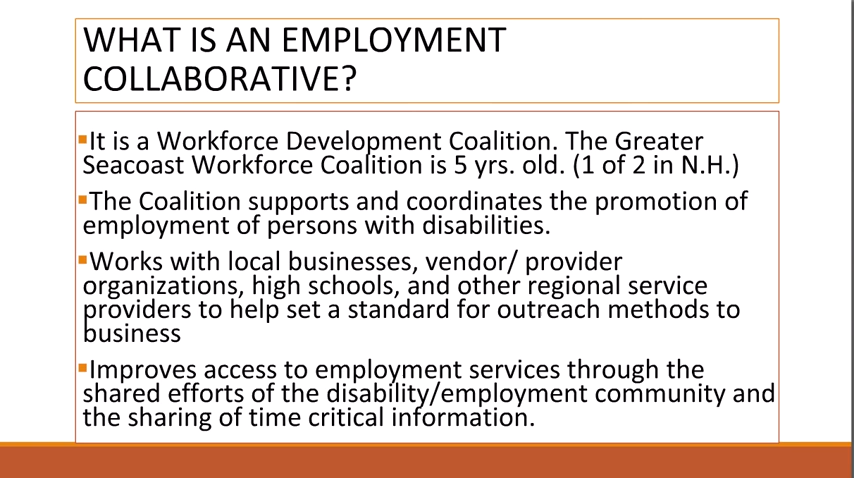 WHAT IS AN EMPLOYMENT
COLLABORATIVE?
▪It is a Workforce Development Coalition. The Greater
Seacoast Workforce Coalition is 5 yrs. old. (1 of 2 in N.H.)
▪The Coalition supports and coordinates the promotion of
employment of persons with disabilities.
▪Works with local businesses, vendor/ provider
organizations, high schools, and other regional service
providers to help set a standard for outreach methods to
business
▪Improves access to employment services through the
shared efforts of the disability/employment community and
the sharing of time critical information.